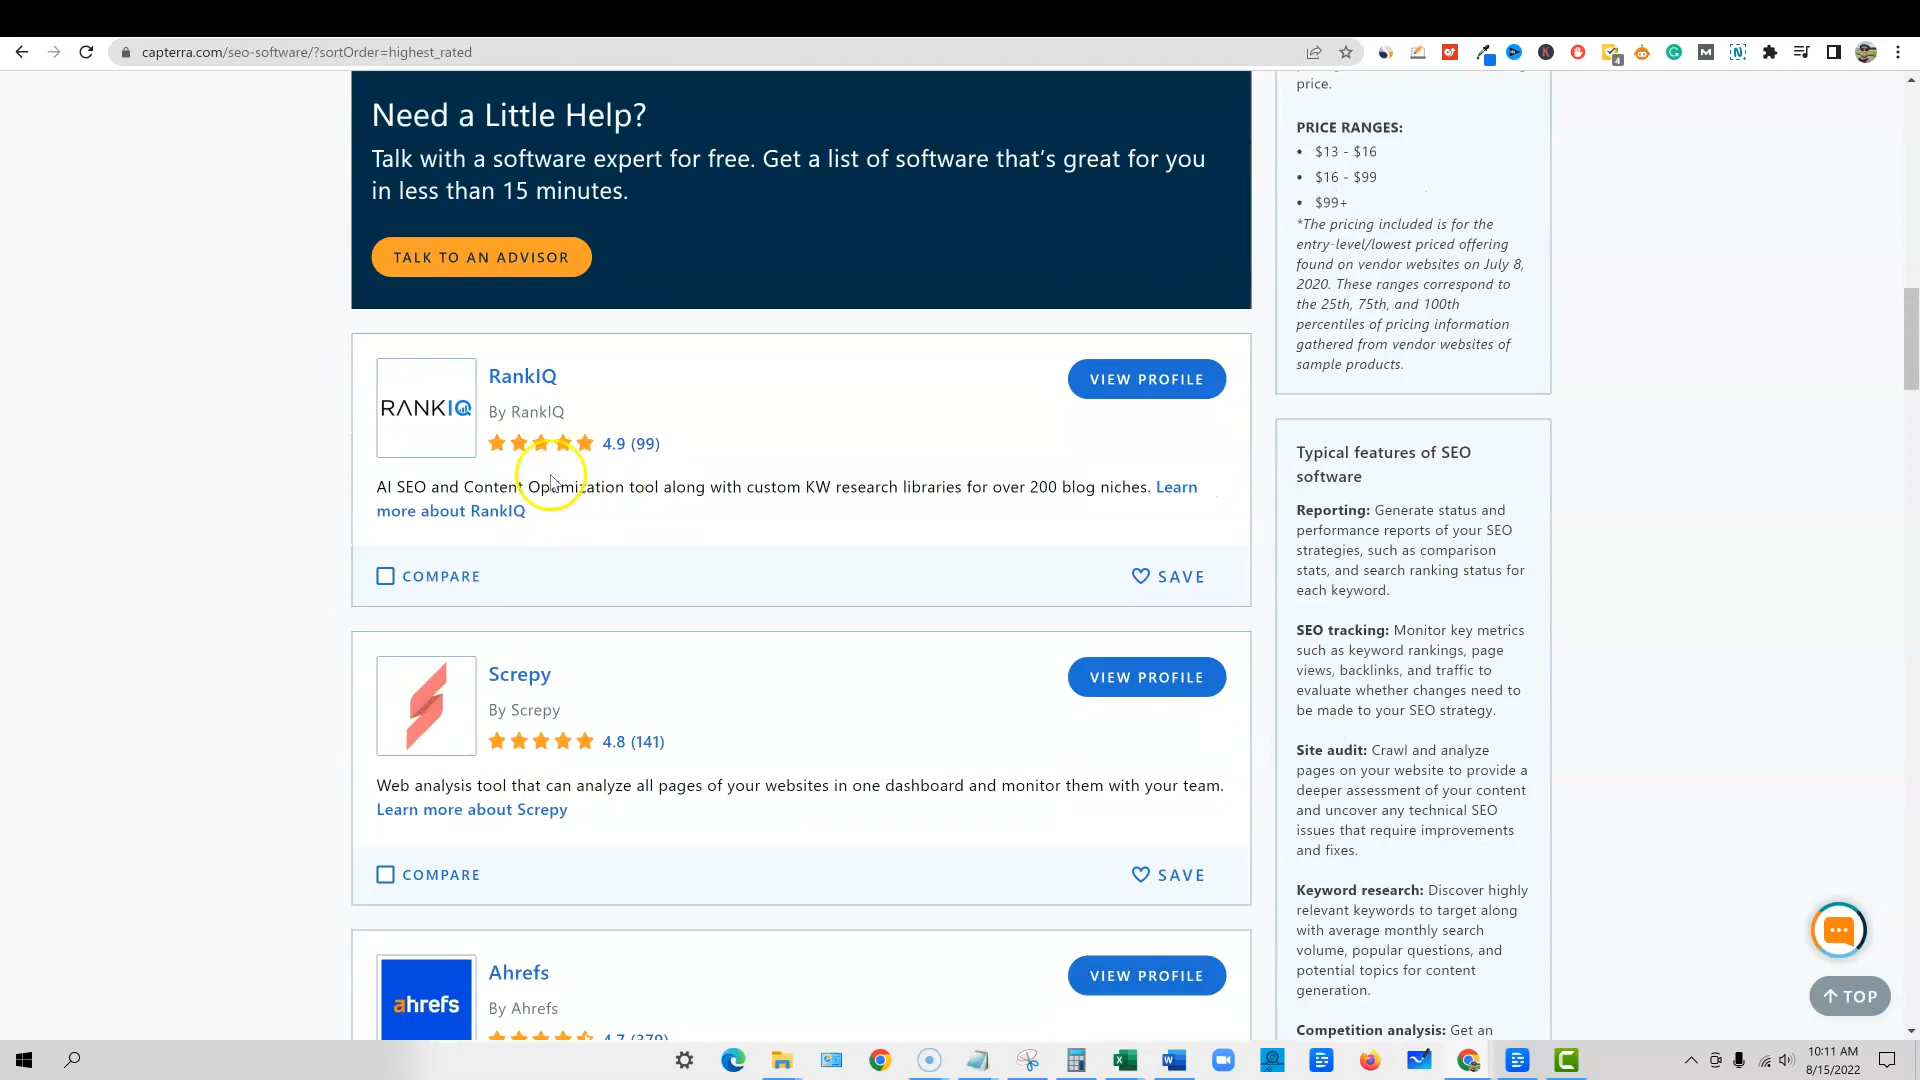 capterra.com/seo-software/?sortOrder=highest_rated
4
Need a Little Help?
Talk with a software expert for free. Get a list of software that's great for you
in less than 15 minutes.
TALK TO AN ADVISOR
RANKIQ
RankIQ
By RankIQ
4.9 (99)
VIEW PROFILE
AI SEO and Content Optimization tool along with custom KW research libraries for over 200 blog niches. Learn
more about RankIQ
COMPARE
SAVE
Screpy
By Screpy
4.8 (141)
VIEW PROFILE
Web analysis tool that can analyze all pages of your websites in one dashboard and monitor them with your team.
Learn more about Screpy
COMPARE
SAVE
ahrefs
Ahrefs
By Ahrefs
4.7 (379)
VIEW PROFILE
price.
PRICE RANGES:
• $13 - $16
• $16 - $99
• $99+
*The pricing included is for the
entry-level/lowest priced offering
found on vendor websites on July 8,
2020. These ranges correspond to
the 25th, 75th, and 100th
percentiles of pricing information
gathered from vendor websites of
sample products.
Typical features of SEO
software
Reporting: Generate status and
performance reports of your SEO
strategies, such as comparison
stats, and search ranking status for
each keyword.
SEO tracking: Monitor key metrics
such as keyword rankings, page
views, backlinks, and traffic to
evaluate whether changes need to
be made to your SEO strategy.
Site audit: Crawl and analyze
pages on your website to provide a
deeper assessment of your content
and uncover any technical SEO
issues that require improvements
and fixes.
Keyword research: Discover highly
relevant keywords to target along
with average monthly search
volume, popular questions, and
potential topics for content
generation.
Competition analysis: Get an
TOP
10:11 AM
8/15/2022